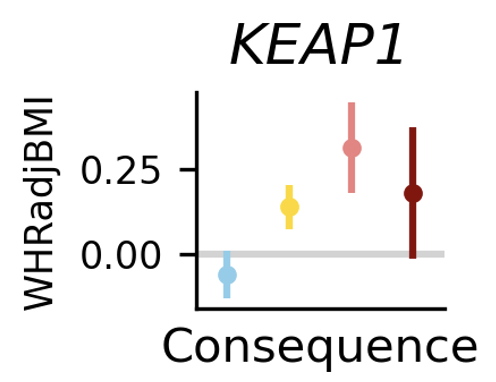 KEAP1
WHRadjBMI
0.25
0.00
Consequence